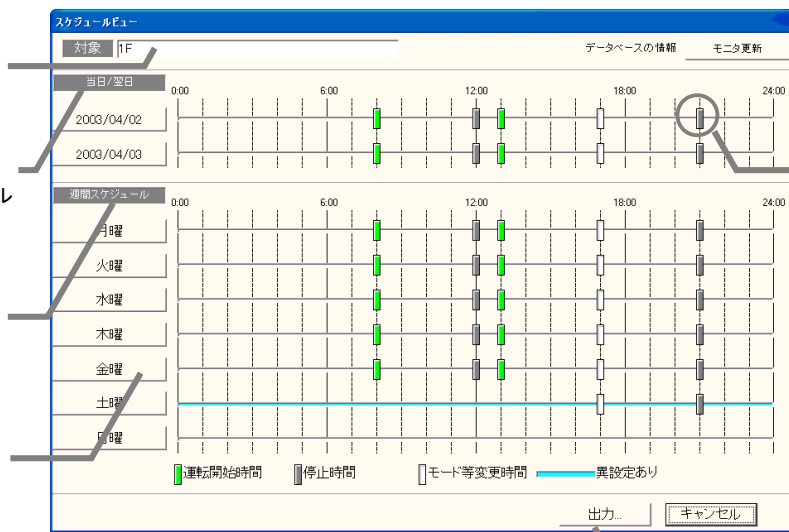 スケジュールビュー
対象 1F データベースの情報 モニタ更新
当日/翌日
0:00 6:00 12:00 18:00 24:00
2003/04/02
2003/04/03
ル
週間スケジュール
0:00 6:00 12:00 18:00 24:00
月曜
火曜
水曜
木曜
金曜
土曜
日曜
運転開始時間 停止時間 モード等変更時間 異設定あり
出力... キャンセル